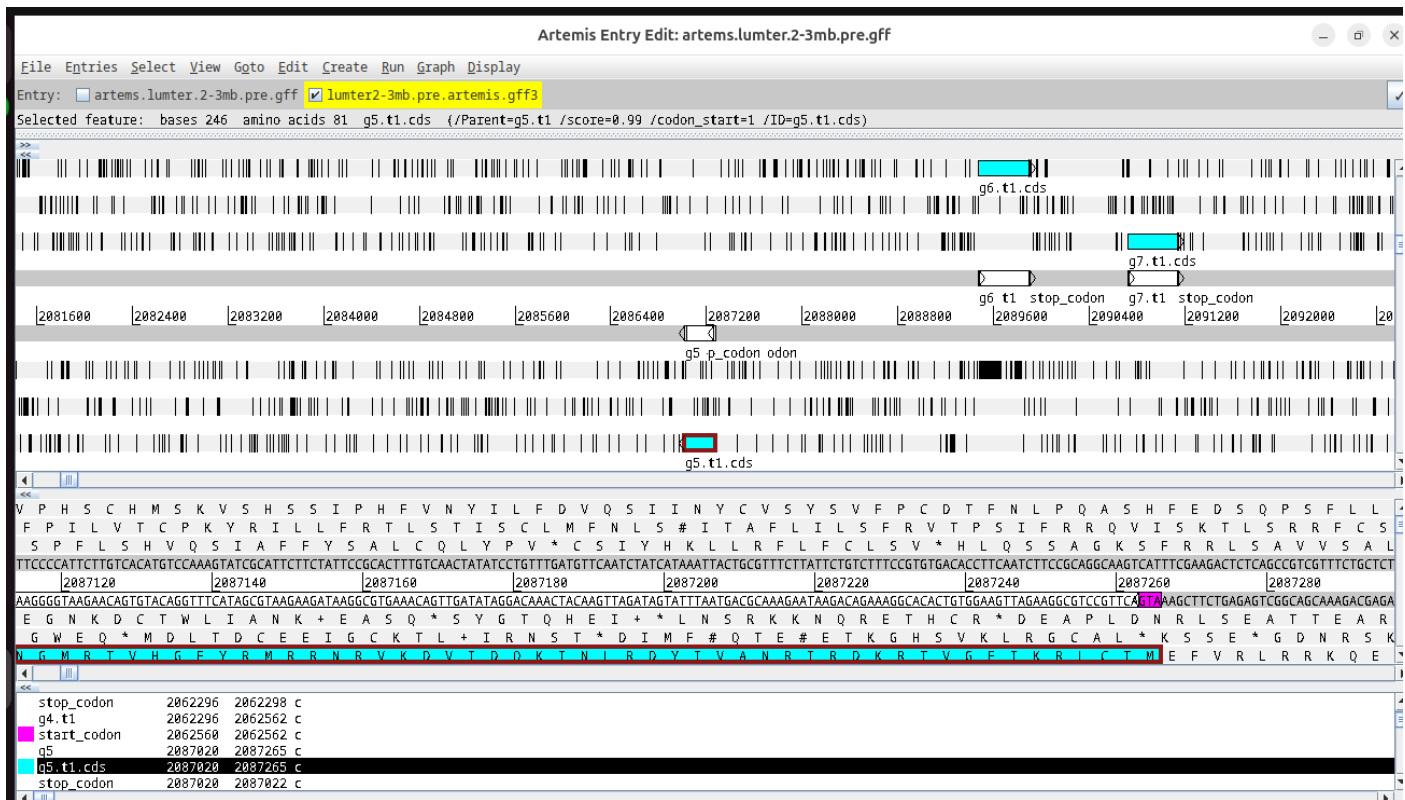 Artemis Entry Edit: artems.lumter.2-3mb.pre.gff
File Entries Select View Goto Edit Create Run Graph Display
Entry: artems.lumter.2-3mb.pre.gff lumter2-3mb.pre.artemis.gff3
Selected feature: bases 246 amino acids 81 g5.t1.cds (/Parent=g5.t1 /score=0.99 /codon_start=1 /ID=g5.t1.cds)
>>
<<
g6.t1.cds
g7.t1.cds
g6 t1 stop_codon g7.t1 stop_codon
2081600 2082400 2083200 2084000 2084800 2085600 2086400 2087200 2088000 2088800 2089600 2090400 2091200 2092000 20
g5 p_codon odon
g5.t1.cds
<<
V P H S C H M S K V S H S S I P H F V N Y I L F D V Q S I I N Y C V S Y S V F P C D T F N L P Q A S H F E D S Q P S F L L
F P I L V T C P K Y R I L L F R T L S T I S C L M F N L S # I T A F L I L S F R V T P S I F R R Q V I S K T L S R R F C S
S P F L S H V Q S I A F F Y S A L C Q L Y P V * C S I Y H K L L R F L F C L S V * H L Q S S A G K S F R R L S A V V S A L
TTCCCCATTCTTGTCACATGTCCAAAGTATCGCATTCTTCTATTCCGCACTTTGTCAACTATATCCTGTTTGATGTTCAATCTATCATAAATTACTGCGTTTCTTATTCTGTCTTTCCGTGTGACACCTTCAATCTTCCGCAGGCAAGTCATTTCGAAGACTCTCAGCCGTCGTTTCTGCTCT
2087120 2087140 2087160 2087180 2087200 2087220 2087240 2087260 2087280
AAGGGGTAAGAACAGTGTACAGGTTTCATAGCGTAAGAAGATAAGGCGTGAAACAGTTGATATAGGACAAACTACAAGTTAGATAGTATTTAATGACGCAAAGAATAAGACAGAAAGGCACACTGTGGAAGTTAGAAGGCGTCCGTTCAGTAAAGCTTCTGAGAGTCGGCAGCAAAGACGAGA
E G N K D C T W L I A N K + E A S Q * S Y G T Q H E I + * L N S R K K N Q R E T H C R * D E A P L D N R L S E A T T E A R
G W E Q * M D L T D C E E I G C K T L + I R N S T * D I M F # Q T E # E T K G H S V K L R G C A L * K S S E * G D N R S K
N G M R T V H G F Y R M R R N R V K D V T D Q K T N L R D Y T V A N R T R D K R T V G E T K R L C T M E F V R L R R K Q E
<<
stop_codon 2062296 2062298 c
g4.t1 2062296 2062562 c
start_codon 2062560 2062562 c
g5 2087020 2087265 c
g5.t1.cds 2087020 2087265 c
stop_codon 2087020 2087022 c